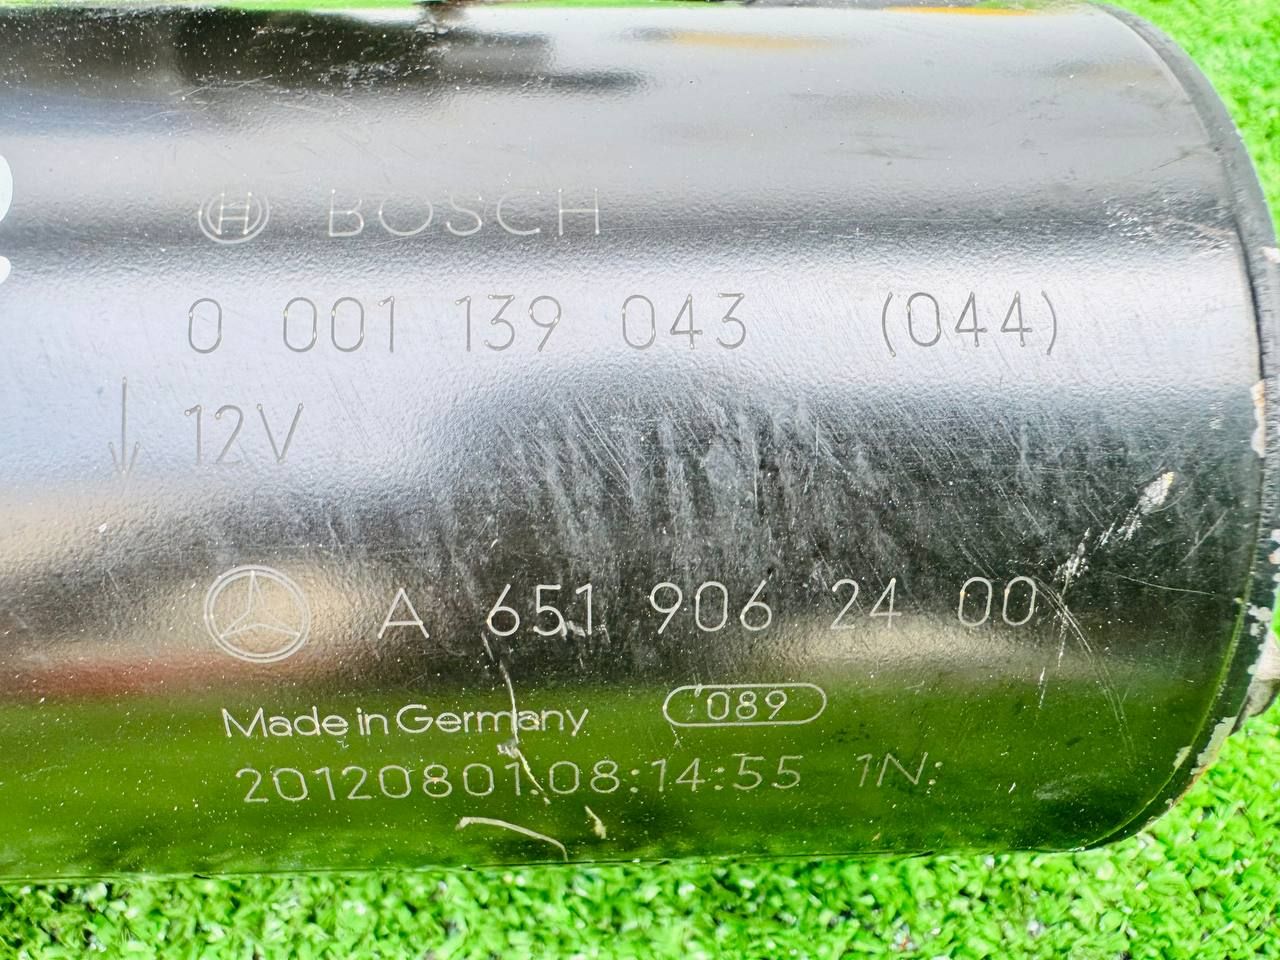 H BOSCH
0 001 139 043 (044)
12V
A 651 906 24 00
Made in Germany 089
20120801 08:14:55 1N: